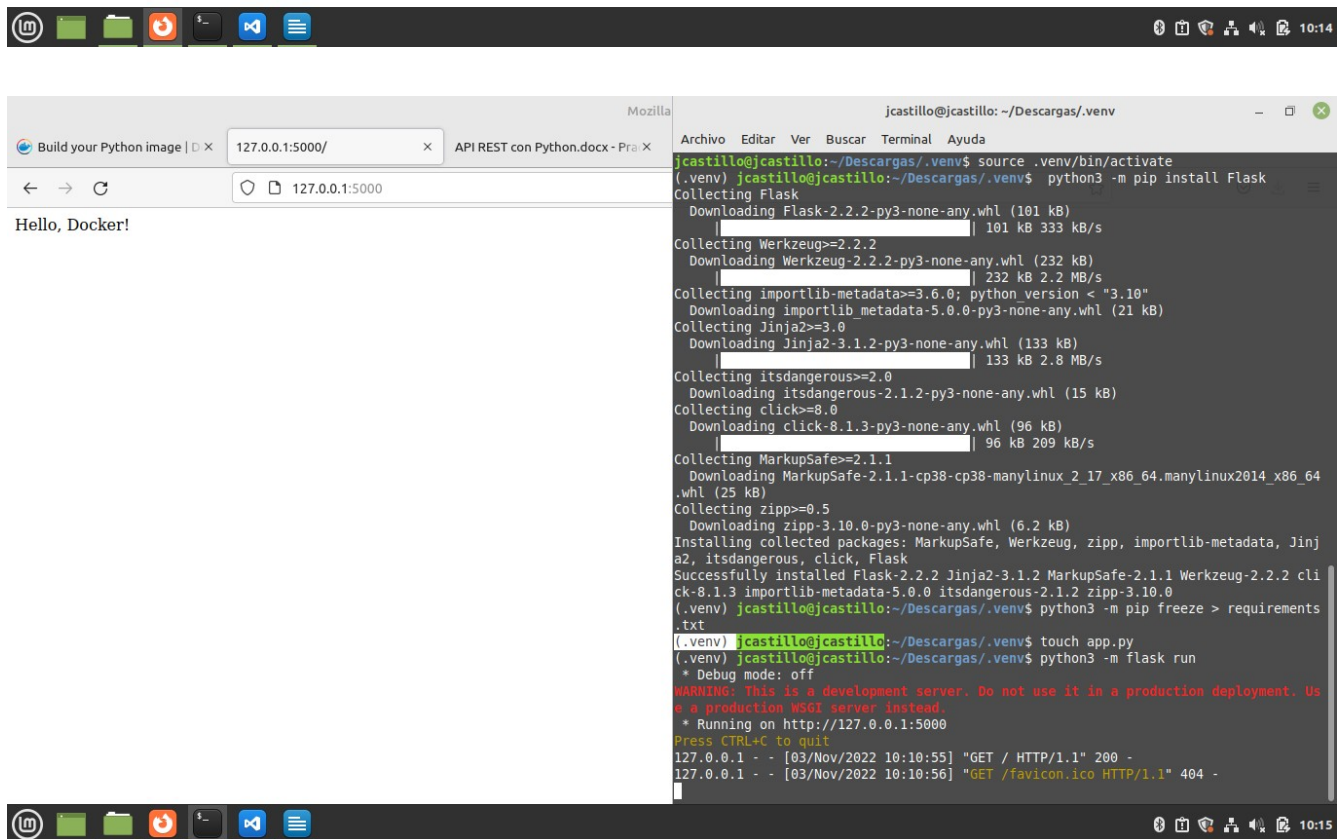 10:14
Mozilla
Build your Python image | D
127.0.0.1:5000/
API REST con Python.docx - Pra
127.0.0.1:5000
Hello, Docker!
jcastillo@jcastillo: ~/Descargas/.venv
Archivo Editar Ver Buscar Terminal Ayuda
jcastillo@jcastillo:~/Descargas/.venv$ source .venv/bin/activate
(.venv) jcastillo@jcastillo:~/Descargas/.venv$  python3 -m pip install Flask
Collecting Flask
  Downloading Flask-2.2.2-py3-none-any.whl (101 kB)
     |                                | 101 kB 333 kB/s
Collecting Werkzeug>=2.2.2
  Downloading Werkzeug-2.2.2-py3-none-any.whl (232 kB)
     |                                | 232 kB 2.2 MB/s
Collecting importlib-metadata>=3.6.0; python_version < "3.10"
  Downloading importlib_metadata-5.0.0-py3-none-any.whl (21 kB)
Collecting Jinja2>=3.0
  Downloading Jinja2-3.1.2-py3-none-any.whl (133 kB)
     |                                | 133 kB 2.8 MB/s
Collecting itsdangerous>=2.0
  Downloading itsdangerous-2.1.2-py3-none-any.whl (15 kB)
Collecting click>=8.0
  Downloading click-8.1.3-py3-none-any.whl (96 kB)
     |                                | 96 kB 209 kB/s
Collecting MarkupSafe>=2.1.1
  Downloading MarkupSafe-2.1.1-cp38-cp38-manylinux_2_17_x86_64.manylinux2014_x86_64
.whl (25 kB)
Collecting zipp>=0.5
  Downloading zipp-3.10.0-py3-none-any.whl (6.2 kB)
Installing collected packages: MarkupSafe, Werkzeug, zipp, importlib-metadata, Jinj
a2, itsdangerous, click, Flask
Successfully installed Flask-2.2.2 Jinja2-3.1.2 MarkupSafe-2.1.1 Werkzeug-2.2.2 cli
ck-8.1.3 importlib-metadata-5.0.0 itsdangerous-2.1.2 zipp-3.10.0
(.venv) jcastillo@jcastillo:~/Descargas/.venv$ python3 -m pip freeze > requirements
.txt
(.venv) jcastillo@jcastillo:~/Descargas/.venv$ touch app.py
(.venv) jcastillo@jcastillo:~/Descargas/.venv$ python3 -m flask run
 * Debug mode: off
WARNING: This is a development server. Do not use it in a production deployment. Us
e a production WSGI server instead.
 * Running on http://127.0.0.1:5000
Press CTRL+C to quit
127.0.0.1 - - [03/Nov/2022 10:10:55] "GET / HTTP/1.1" 200 -
127.0.0.1 - - [03/Nov/2022 10:10:56] "GET /favicon.ico HTTP/1.1" 404 -
10:15